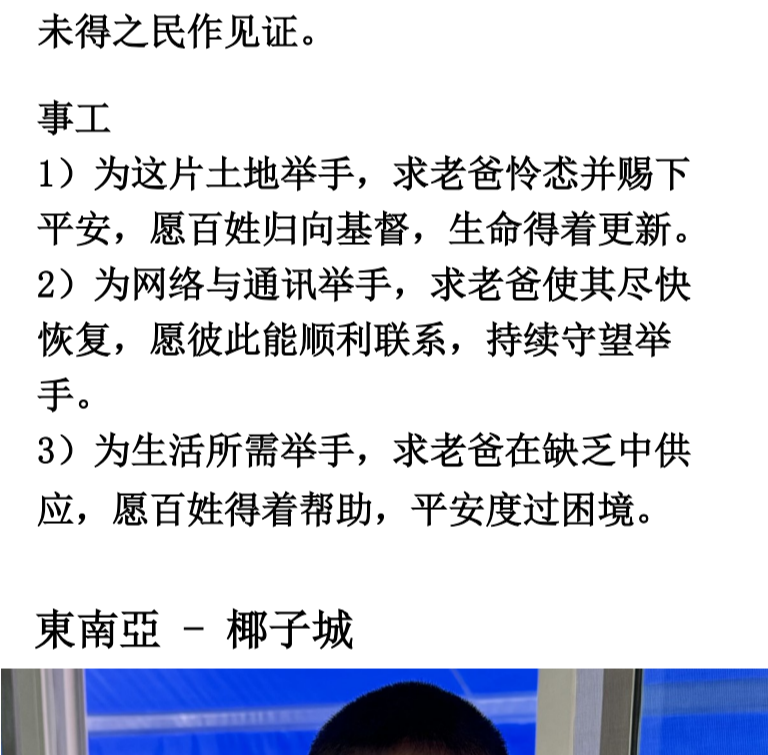 未得之民作见证。
事工
1）为这片土地举手，求老爸怜悫并赐下
平安，愿百姓归向基督，生命得着更新。
2）为网络与通讯举手，求老爸使其尽快
恢复，愿彼此能顺利联系，持续守望举
手。
3）为生活所需举手，求老爸在缺乏中供
应，愿百姓得着帮助，平安度过困境。
東南亞 - 椰子城